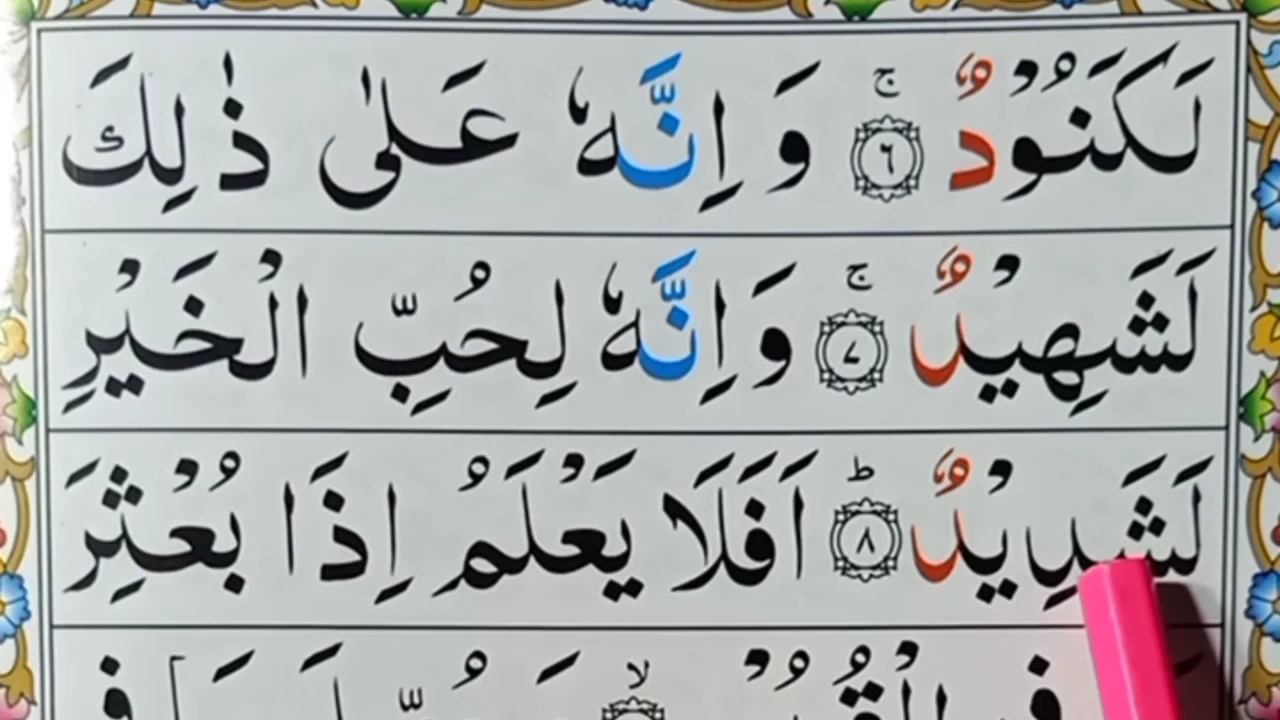 لَكَنُوْدٌ ۚ ﴿٦﴾ وَ اِنَّهٗ عَلٰى ذٰلِكَ
لَشَهِيْدٌ ۚ ﴿٧﴾ وَاِنَّهٗ لِحُبِّ الْخَيْرِ
لَشَدِيْدٌ ؕ ﴿٨﴾ اَفَلَا يَعْلَمُ اِذَا بُعْثِرَ